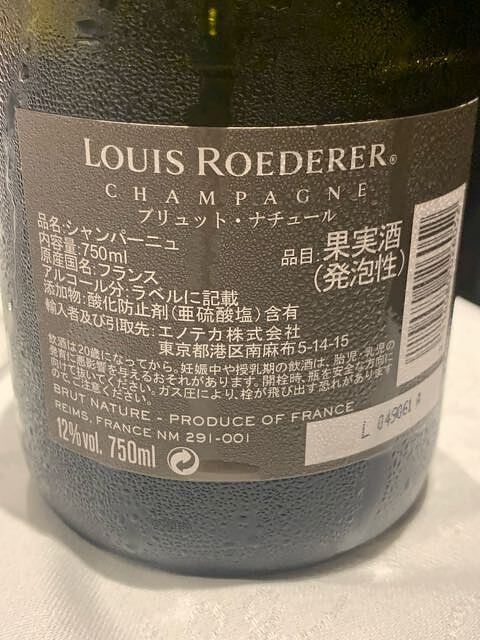 LOUIS ROEDERER®
CHAMPAGNE
ブリュット・ナチュール
品名:シャンパーニュ
内容量:750ml
原産国名:フランス
アルコール分:ラベルに記載
添加物:酸化防止剤(亜硫酸塩)含有
輸入者及び引取先:エノテカ株式会社
東京都港区南麻布5-14-15
品目:果実酒
(発泡性)
飲酒は20歳になってから。妊娠中や授乳期の飲酒は、胎児・乳児の
発育に悪影響を与えるおそれがあります。開栓時、瓶を安全な方向に
向けて抜いてください。ガス圧により、栓が飛び出す恐れがあります
のでご注意ください。
BRUT NATURE - PRODUCE OF FRANCE
REIMS, FRANCE NM 291-001
12%vol. 750ml
L 049061 A